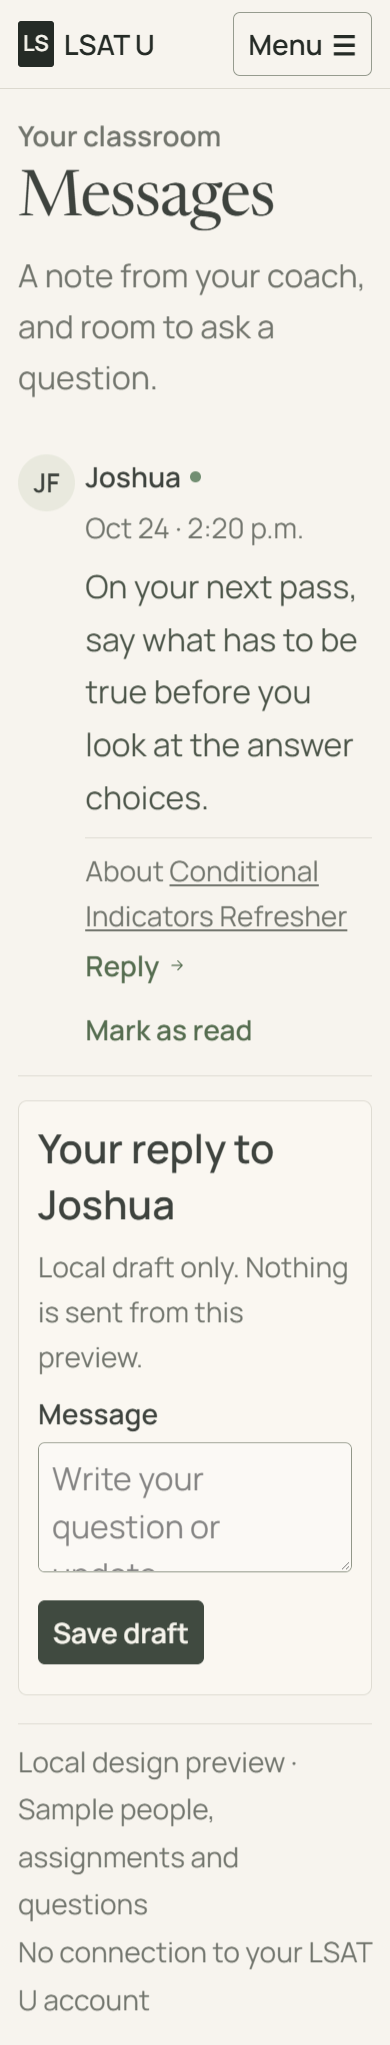 LS LSAT U
Menu ☰
Your classroom
Messages
A note from your coach,
and room to ask a
question.
JF
Joshua
Oct 24 · 2:20 p.m.
On your next pass,
say what has to be
true before you
look at the answer
choices.
About Conditional
Indicators Refresher
Reply →
Mark as read
Your reply to
Joshua
Local draft only. Nothing
is sent from this
preview.
Message
Write your
question or
Save draft
Local design preview ·
Sample people,
assignments and
questions
No connection to your LSAT
U account